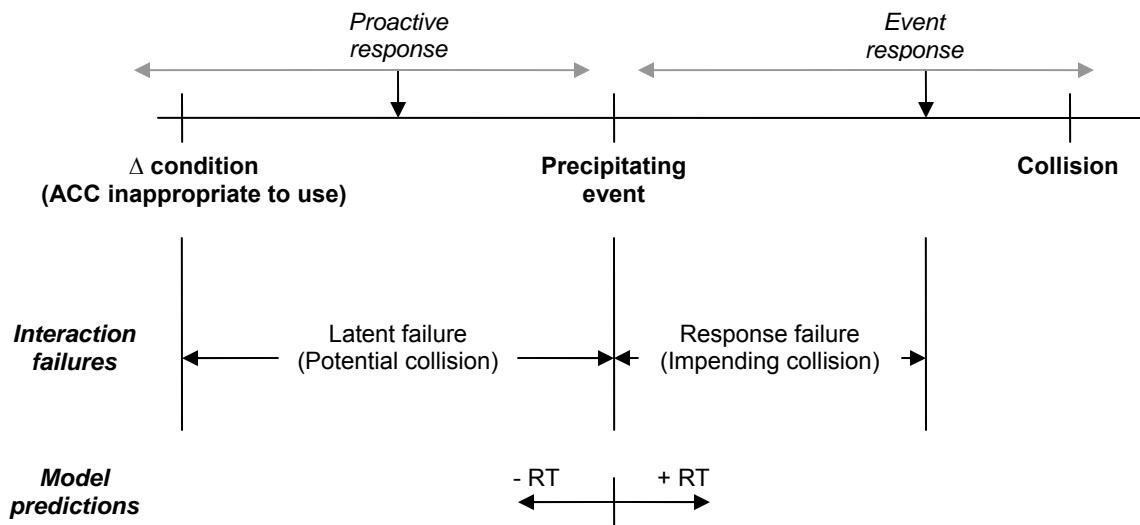 Proactive
response
Event
response
Δ condition
(ACC inappropriate to use)
Precipitating
event
Collision
Interaction
failures
Latent failure
(Potential collision)
Response failure
(Impending collision)
Model
predictions
- RT
+ RT